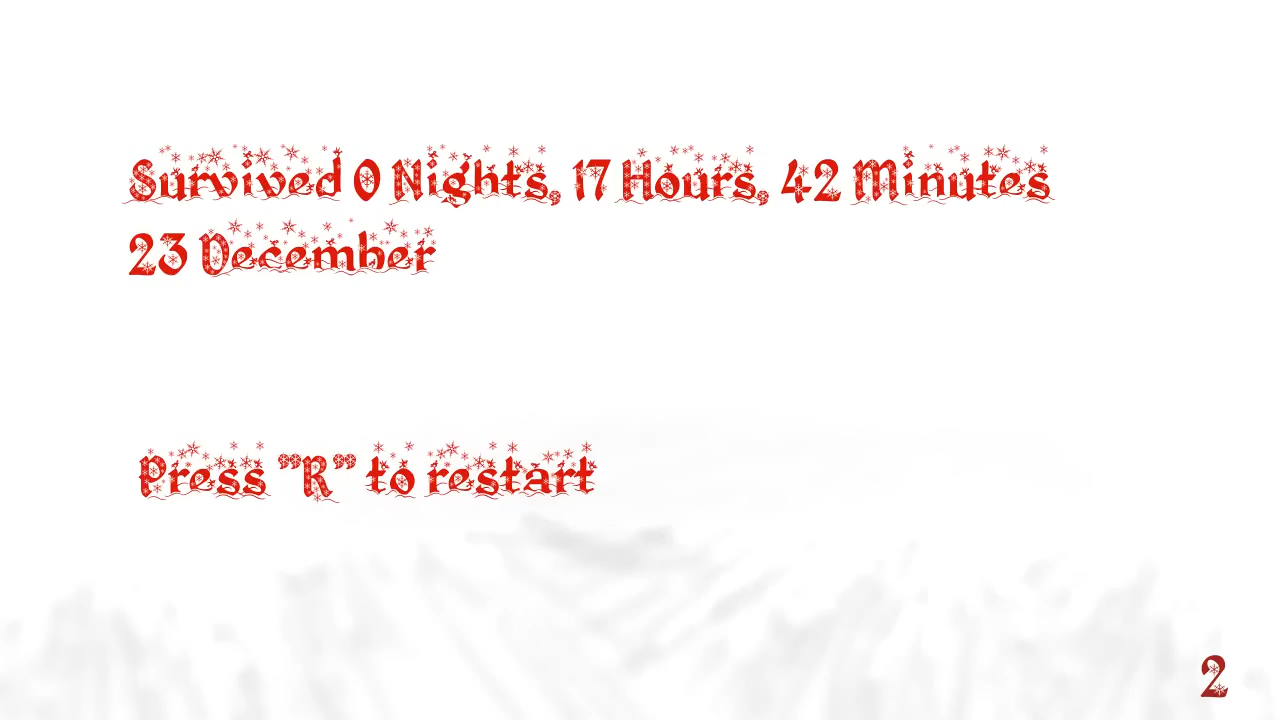 Survived 0 Nights, 17 Hours, 42 Minutes
23 December
Press "R" to restart
2